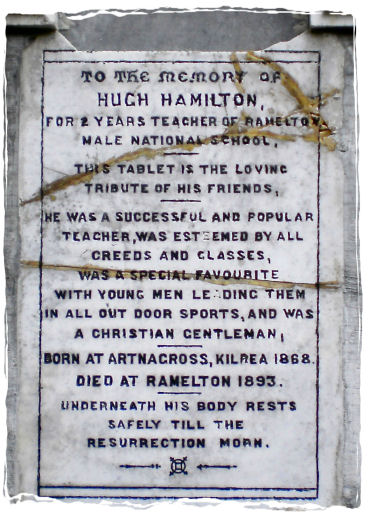 TO THE MEMORY OF
HUGH HAMILTON,
FOR 2 YEARS TEACHER OF RAMELTON
MALE NATIONAL SCHOOL,
THIS TABLET IS THE LOVING
TRIBUTE OF HIS FRIENDS,
HE WAS A SUCCESSFUL AND POPULAR
TEACHER, WAS ESTEEMED BY ALL
CREEDS AND CLASSES,
WAS A SPECIAL FAVOURITE
WITH YOUNG MEN LEADING THEM
IN ALL OUT DOOR SPORTS, AND WAS
A CHRISTIAN GENTLEMAN,
BORN AT ARTNAGROSS, KILREA 1868.
DIED AT RAMELTON 1893.
UNDERNEATH HIS BODY RESTS
SAFELY TILL THE
RESURRECTION MORN.